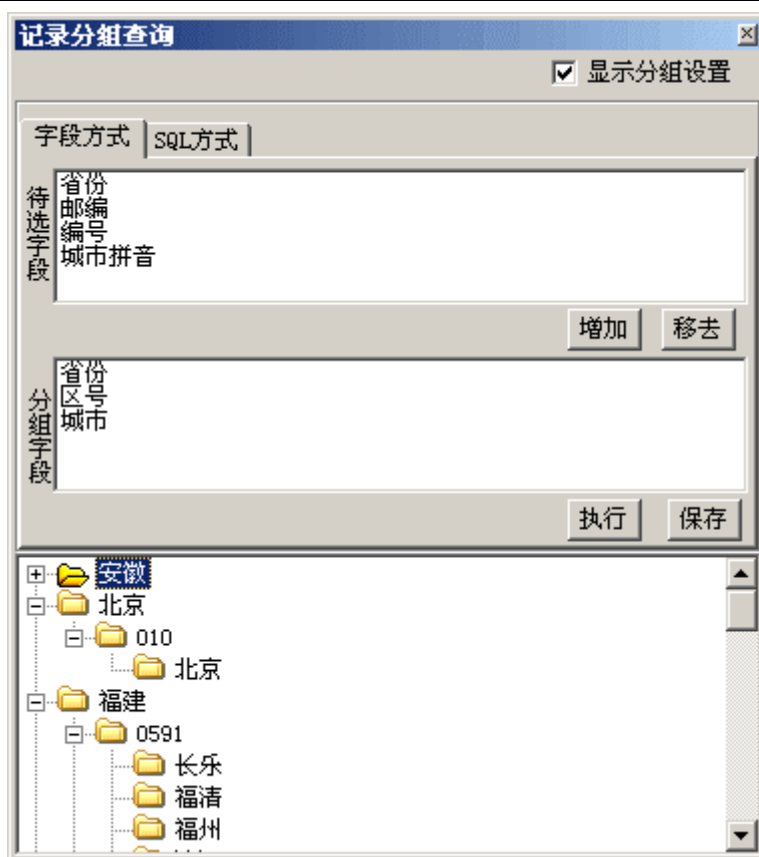 记录分组查询
显示分组设置
字段方式 SQL方式
待选字段
省份
邮编
编号
城市拼音
增加 移去
分组字段
省份
区号
城市
执行 保存
安徽
北京
010
北京
福建
0591
长乐
福清
福州